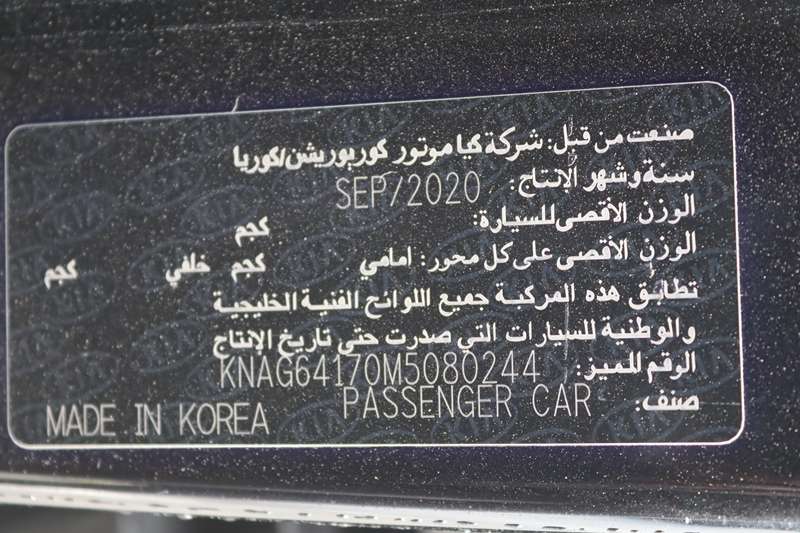 صنعت من قبل: شركة كيا موتور كوربوريشن/كوريا
سنة وشهر الإنتاج: SEP/2020
الوزن الأقصى للسيارة: كجم
الوزن الأقصى على كل محور: امامي كجم خلفي كجم
تطابق هذه المركبة جميع اللوائح الفنية الخليجية
والوطنية للسيارات التي صدرت حتى تاريخ الإنتاج
الرقم المميز: KNAG64170M5080244
صنف: PASSENGER CAR
MADE IN KOREA